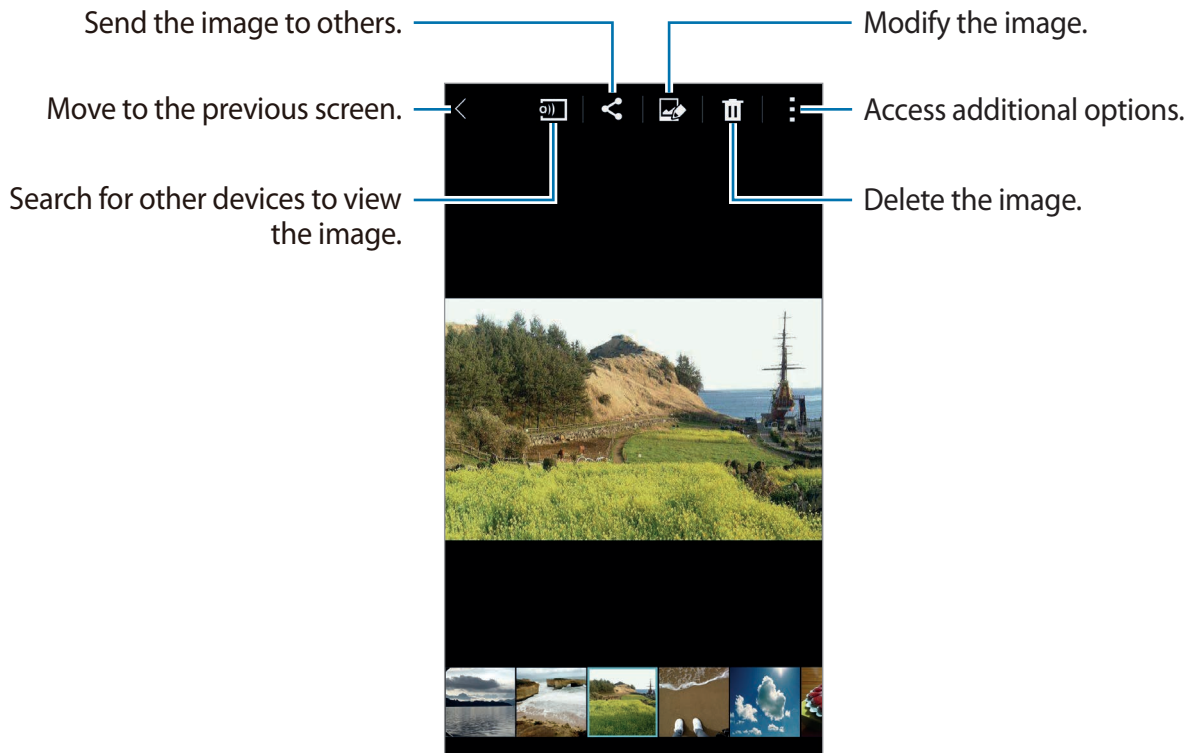 Send the image to others.
Modify the image.
Move to the previous screen.
Access additional options.
Search for other devices to view
the image.
Delete the image.